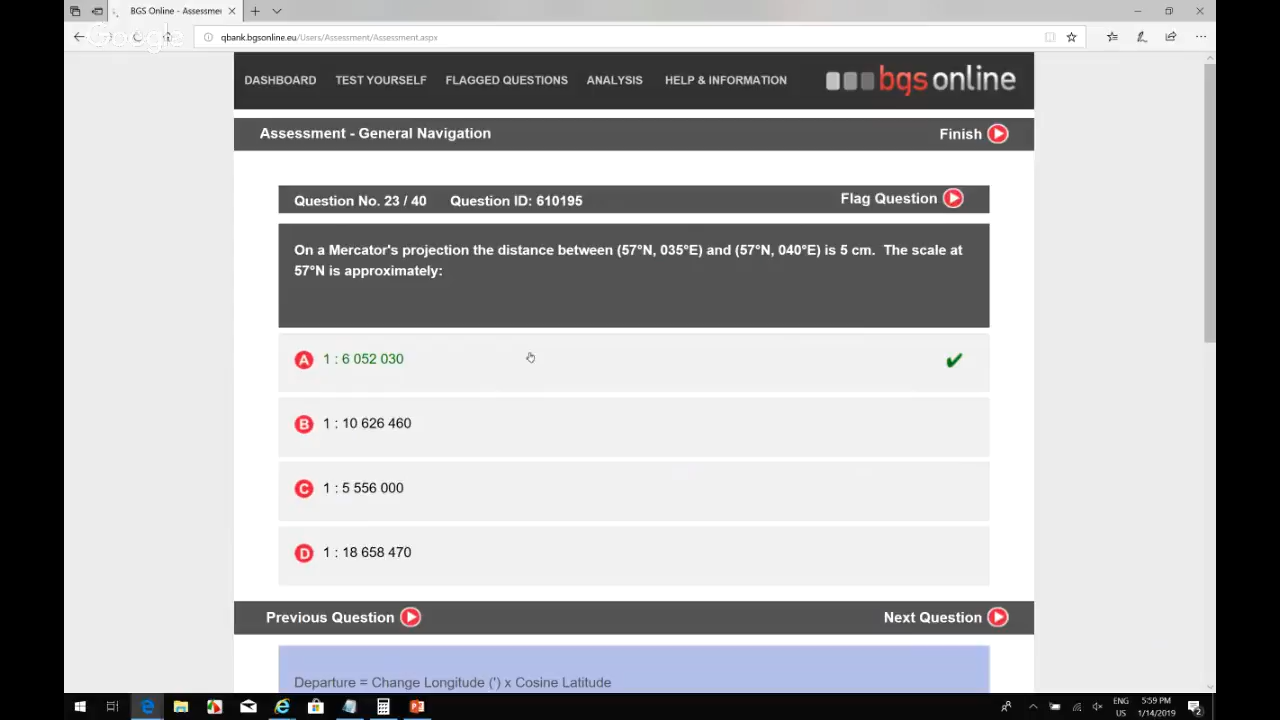 BGS Online - Assessmen
qbank.bgsonline.eu/Users/Assessment/Assessment.aspx
Google
DASHBOARD TEST YOURSELF FLAGGED QUESTIONS ANALYSIS HELP & INFORMATION bgs online
Assessment - General Navigation Finish
Question No. 23 / 40 Question ID: 610195 Flag Question
On a Mercator's projection the distance between (57°N, 035°E) and (57°N, 040°E) is 5 cm. The scale at
57°N is approximately:
A 1 : 6 052 030
B 1 : 10 626 460
C 1 : 5 556 000
D 1 : 18 658 470
Previous Question Next Question
Departure = Change Longitude (') x Cosine Latitude
ENG 5:59 PM
US 1/14/2019 2